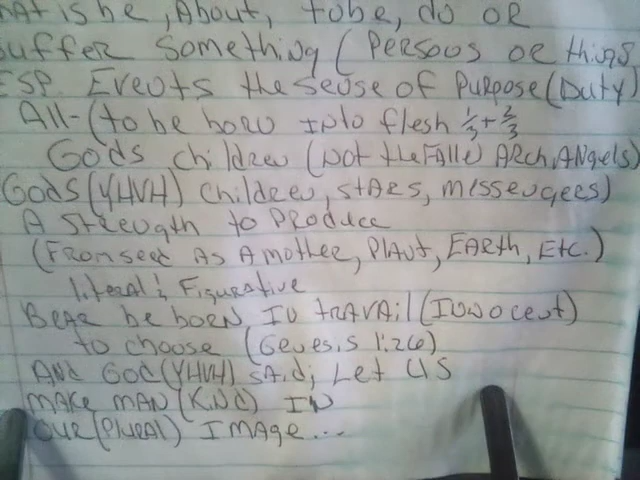 that is be, About, to be, do OR
suffer something (Persons or things
ESP. Events the sense of Purpose (Duty)
All-(to be born INto flesh 1/3 + 2/3
Gods children (Not the Fallen ArchAngels)
Gods (YHVH) children, stars, messengers)
A strength to Produce
(From seed As A mother, Plant, EARth, Etc.)
literal & Figurative
Bear be born, IN travail (INNocent)
to choose (Genesis 1:26)
AND GOD (YHVH) said; Let US
MAKE MAN (KiNd) IN
OUR (Plural) IMAge...